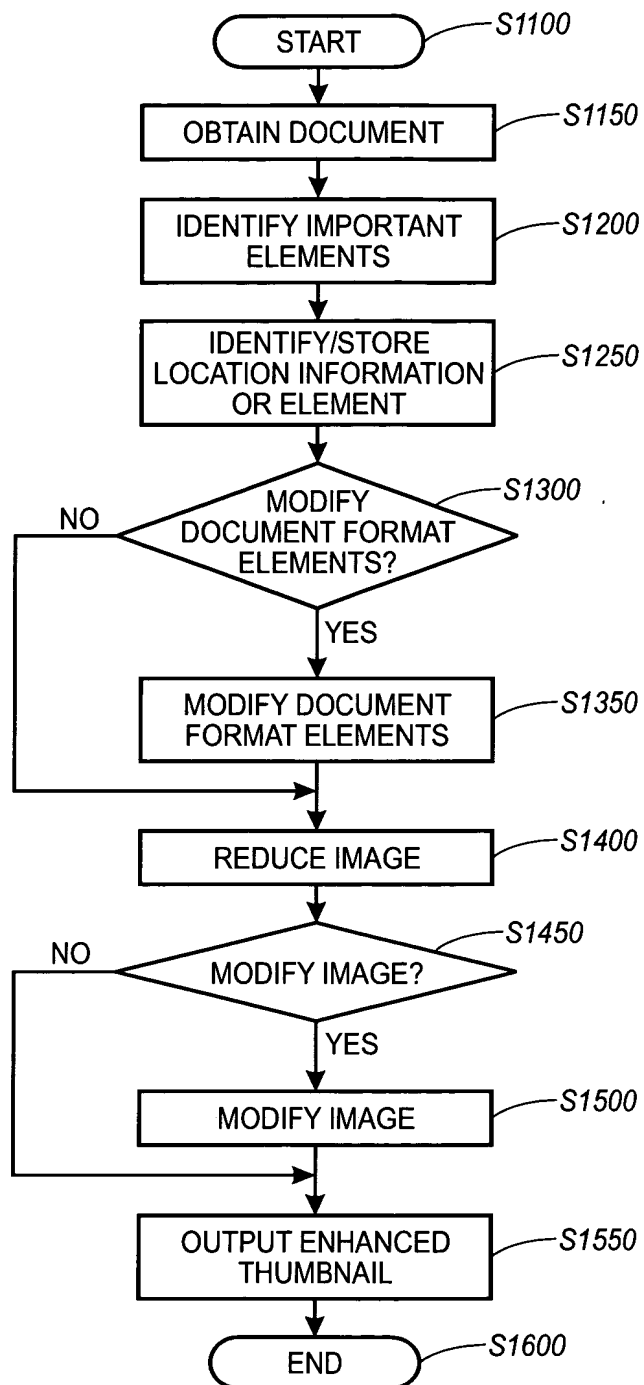 START
S1100
OBTAIN DOCUMENT
S1150
IDENTIFY IMPORTANT
ELEMENTS
S1200
IDENTIFY/STORE
LOCATION INFORMATION
OR ELEMENT
S1250
MODIFY
DOCUMENT FORMAT
ELEMENTS?
S1300
NO
YES
MODIFY DOCUMENT
FORMAT ELEMENTS
S1350
REDUCE IMAGE
S1400
MODIFY IMAGE?
S1450
NO
YES
MODIFY IMAGE
S1500
OUTPUT ENHANCED
THUMBNAIL
S1550
END
S1600